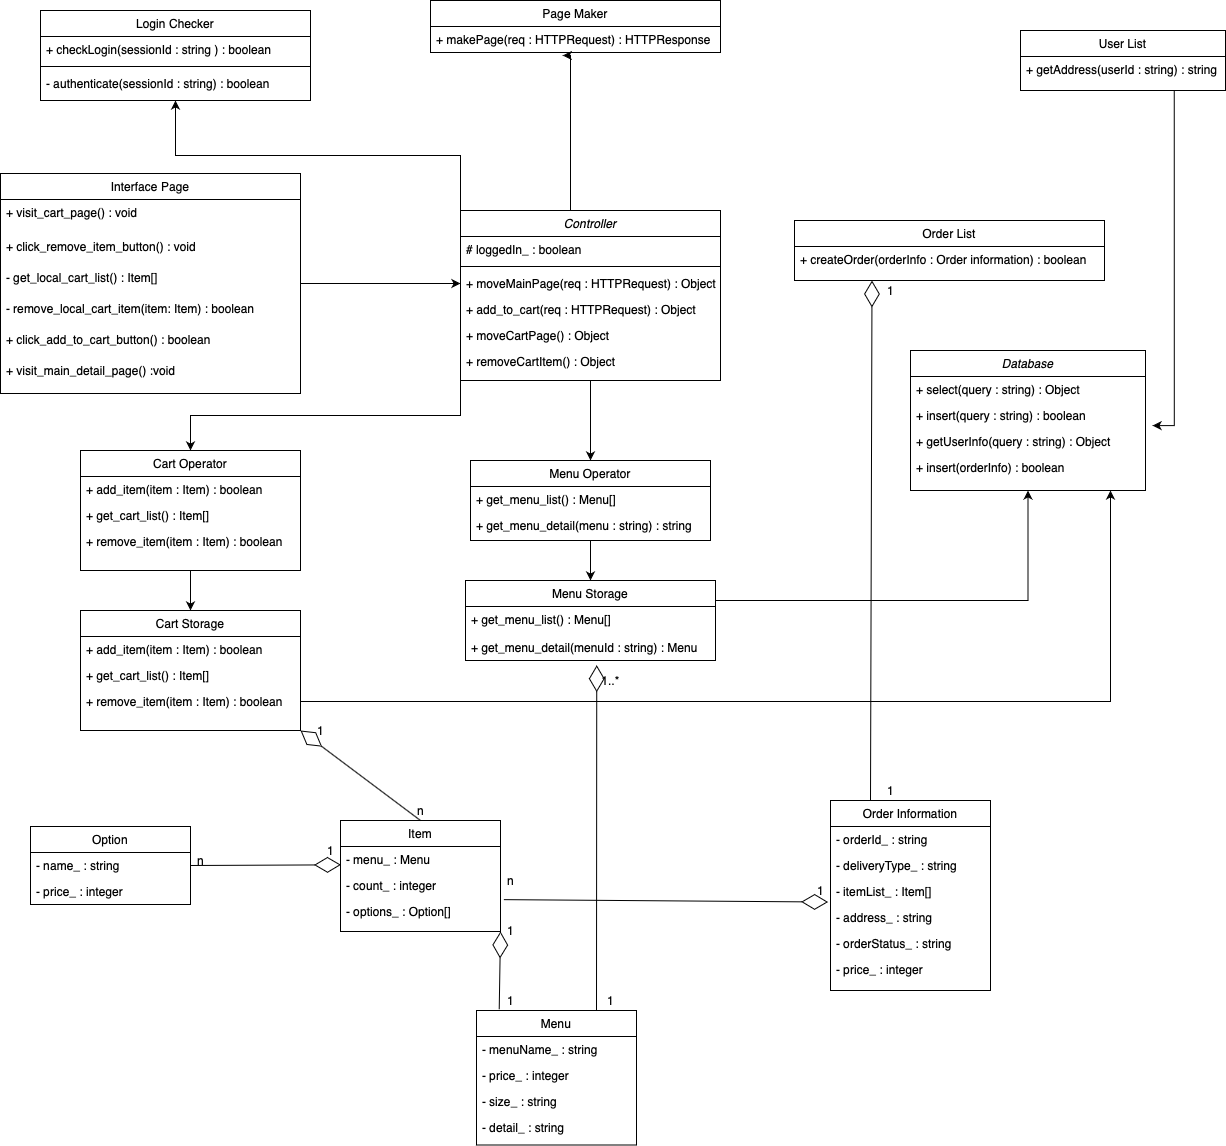 Login Checker
+ checkLogin(sessionId : string ) : boolean
- authenticate(sessionId : string) : boolean
Page Maker
+ makePage(req : HTTPRequest) : HTTPResponse
User List
+ getAddress(userId : string) : string
Interface Page
+ visit_cart_page() : void
+ click_remove_item_button() : void
- get_local_cart_list() : Item[]
- remove_local_cart_item(item: Item) : boolean
+ click_add_to_cart_button() : boolean
+ visit_main_detail_page() :void
Controller
# loggedIn_ : boolean
+ moveMainPage(req : HTTPRequest) : Object
+ add_to_cart(req : HTTPRequest) : Object
+ moveCartPage() : Object
+ removeCartItem() : Object
Order List
+ createOrder(orderInfo : Order information) : boolean
1
Database
+ select(query : string) : Object
+ insert(query : string) : boolean
+ getUserInfo(query : string) : Object
+ insert(orderInfo) : boolean
Cart Operator
+ add_item(item : Item) : boolean
+ get_cart_list() : Item[]
+ remove_item(item : Item) : boolean
Menu Operator
+ get_menu_list() : Menu[]
+ get_menu_detail(menu : string) : string
Menu Storage
+ get_menu_list() : Menu[]
+ get_menu_detail(menuId : string) : Menu
1..*
Cart Storage
+ add_item(item : Item) : boolean
+ get_cart_list() : Item[]
+ remove_item(item : Item) : boolean
1
n
1
Option
- name_ : string
- price_ : integer
n
1
Item
- menu_ : Menu
- count_ : integer
- options_ : Option[]
n
1
1
Order Information
- orderId_ : string
- deliveryType_ : string
- itemList_ : Item[]
- address_ : string
- orderStatus_ : string
- price_ : integer
1
1
Menu
- menuName_ : string
- price_ : integer
- size_ : string
- detail_ : string